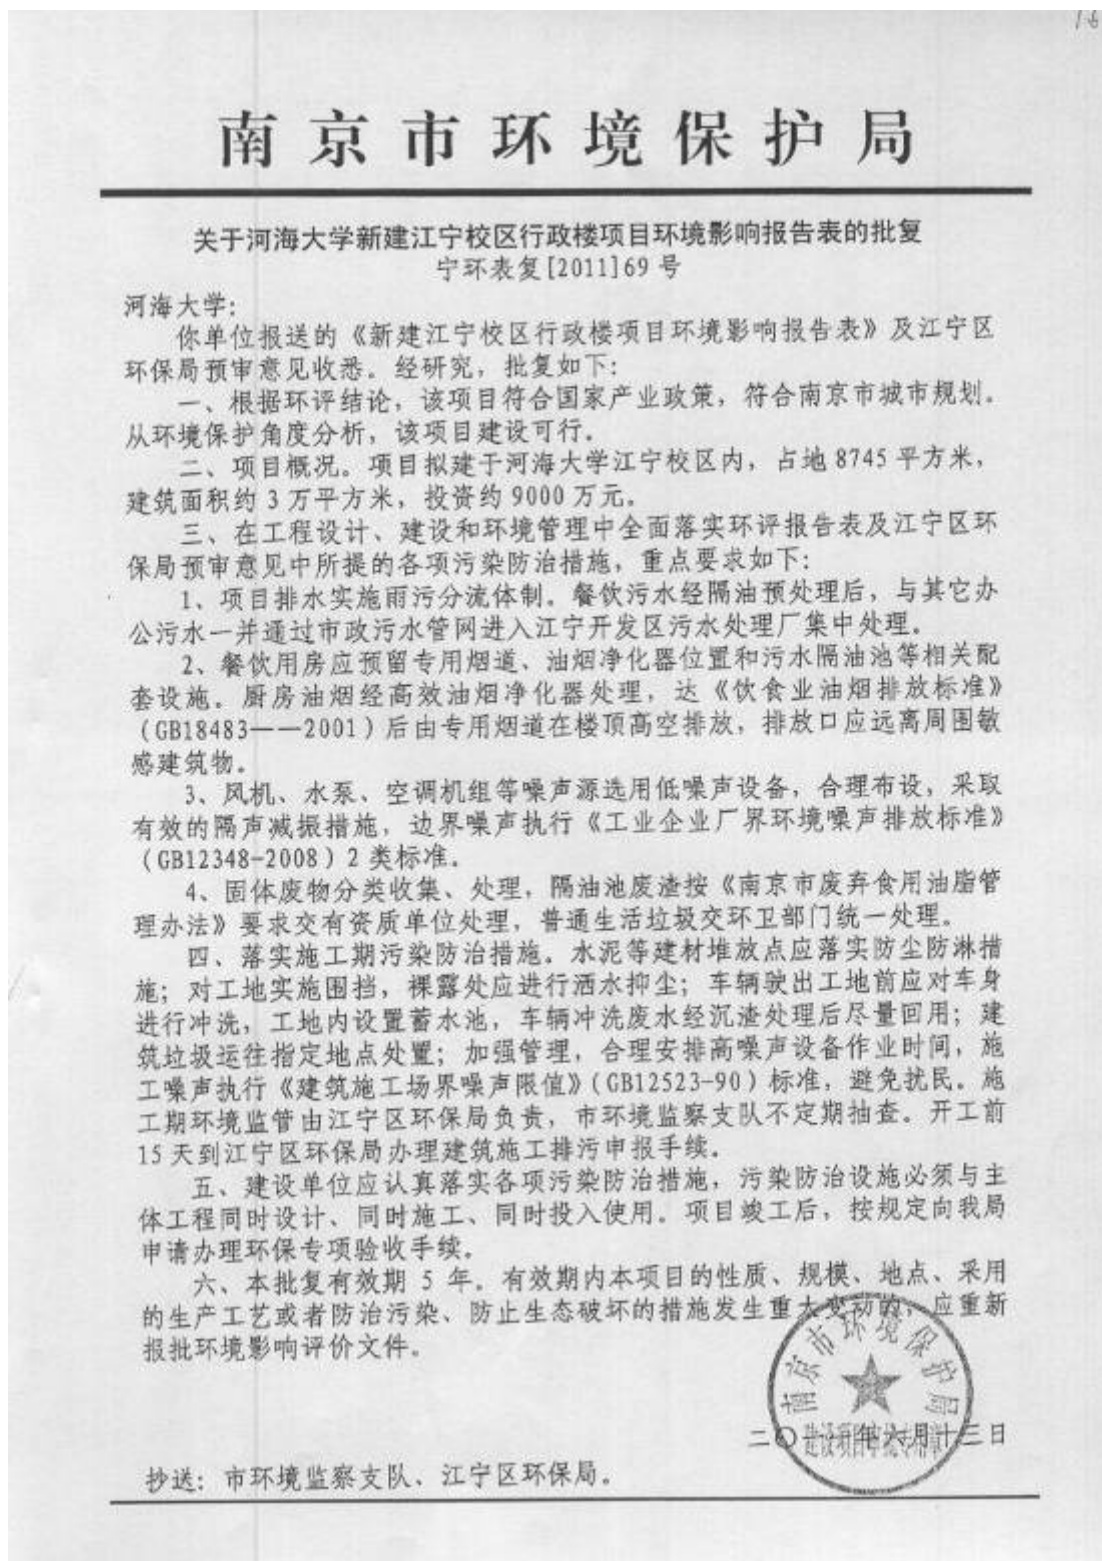 16
南京市环境保护局
关于河海大学新建江宁校区行政楼项目环境影响报告表的批复
宁环表复[2011]69 号
河海大学：
你单位报送的《新建江宁校区行政楼项目环境影响报告表》及江宁区
环保局预审意见收悉。经研究，批复如下：
一、根据环评结论，该项目符合国家产业政策，符合南京市城市规划。
从环境保护角度分析，该项目建设可行。
二、项目概况。项目拟建于河海大学江宁校区内，占地 8745 平方米，
建筑面积约 3 万平方米，投资约 9000 万元。
三、在工程设计、建设和环境管理中全面落实环评报告表及江宁区环
保局预审意见中所提的各项污染防治措施，重点要求如下：
1、项目排水实施雨污分流体制。餐饮污水经隔油预处理后，与其它办
公污水一并通过市政污水管网进入江宁开发区污水处理厂集中处理。
2、餐饮用房应预留专用烟道、油烟净化器位置和污水隔油池等相关配
套设施。厨房油烟经高效油烟净化器处理，达《饮食业油烟排放标准》
（GB18483——2001）后由专用烟道在楼顶高空排放，排放口应远离周围敏
感建筑物。
3、风机、水泵、空调机组等噪声源选用低噪声设备，合理布设，采取
有效的隔声减振措施，边界噪声执行《工业企业厂界环境噪声排放标准》
（GB12348-2008）2 类标准。
4、固体废物分类收集、处理，隔油池废渣按《南京市废弃食用油脂管
理办法》要求交有资质单位处理，普通生活垃圾交环卫部门统一处理。
四、落实施工期污染防治措施。水泥等建材堆放点应落实防尘防淋措
施；对工地实施围挡，裸露处应进行洒水抑尘；车辆驶出工地前应对车身
进行冲洗，工地内设置蓄水池，车辆冲洗废水经沉渣处理后尽量回用；建
筑垃圾运往指定地点处置；加强管理，合理安排高噪声设备作业时间，施
工噪声执行《建筑施工场界噪声限值》（GB12523-90）标准，避免扰民。施
工期环境监管由江宁区环保局负责，市环境监察支队不定期抽查。开工前
15 天到江宁区环保局办理建筑施工排污申报手续。
五、建设单位应认真落实各项污染防治措施，污染防治设施必须与主
体工程同时设计、同时施工、同时投入使用。项目竣工后，按规定向我局
申请办理环保专项验收手续。
六、本批复有效期 5 年。有效期内本项目的性质、规模、地点、采用
的生产工艺或者防治污染、防止生态破坏的措施发生重大变动的，应重新
报批环境影响评价文件。
南京市环境保护局
二〇一一年六月十三日
抄送：市环境监察支队、江宁区环保局。